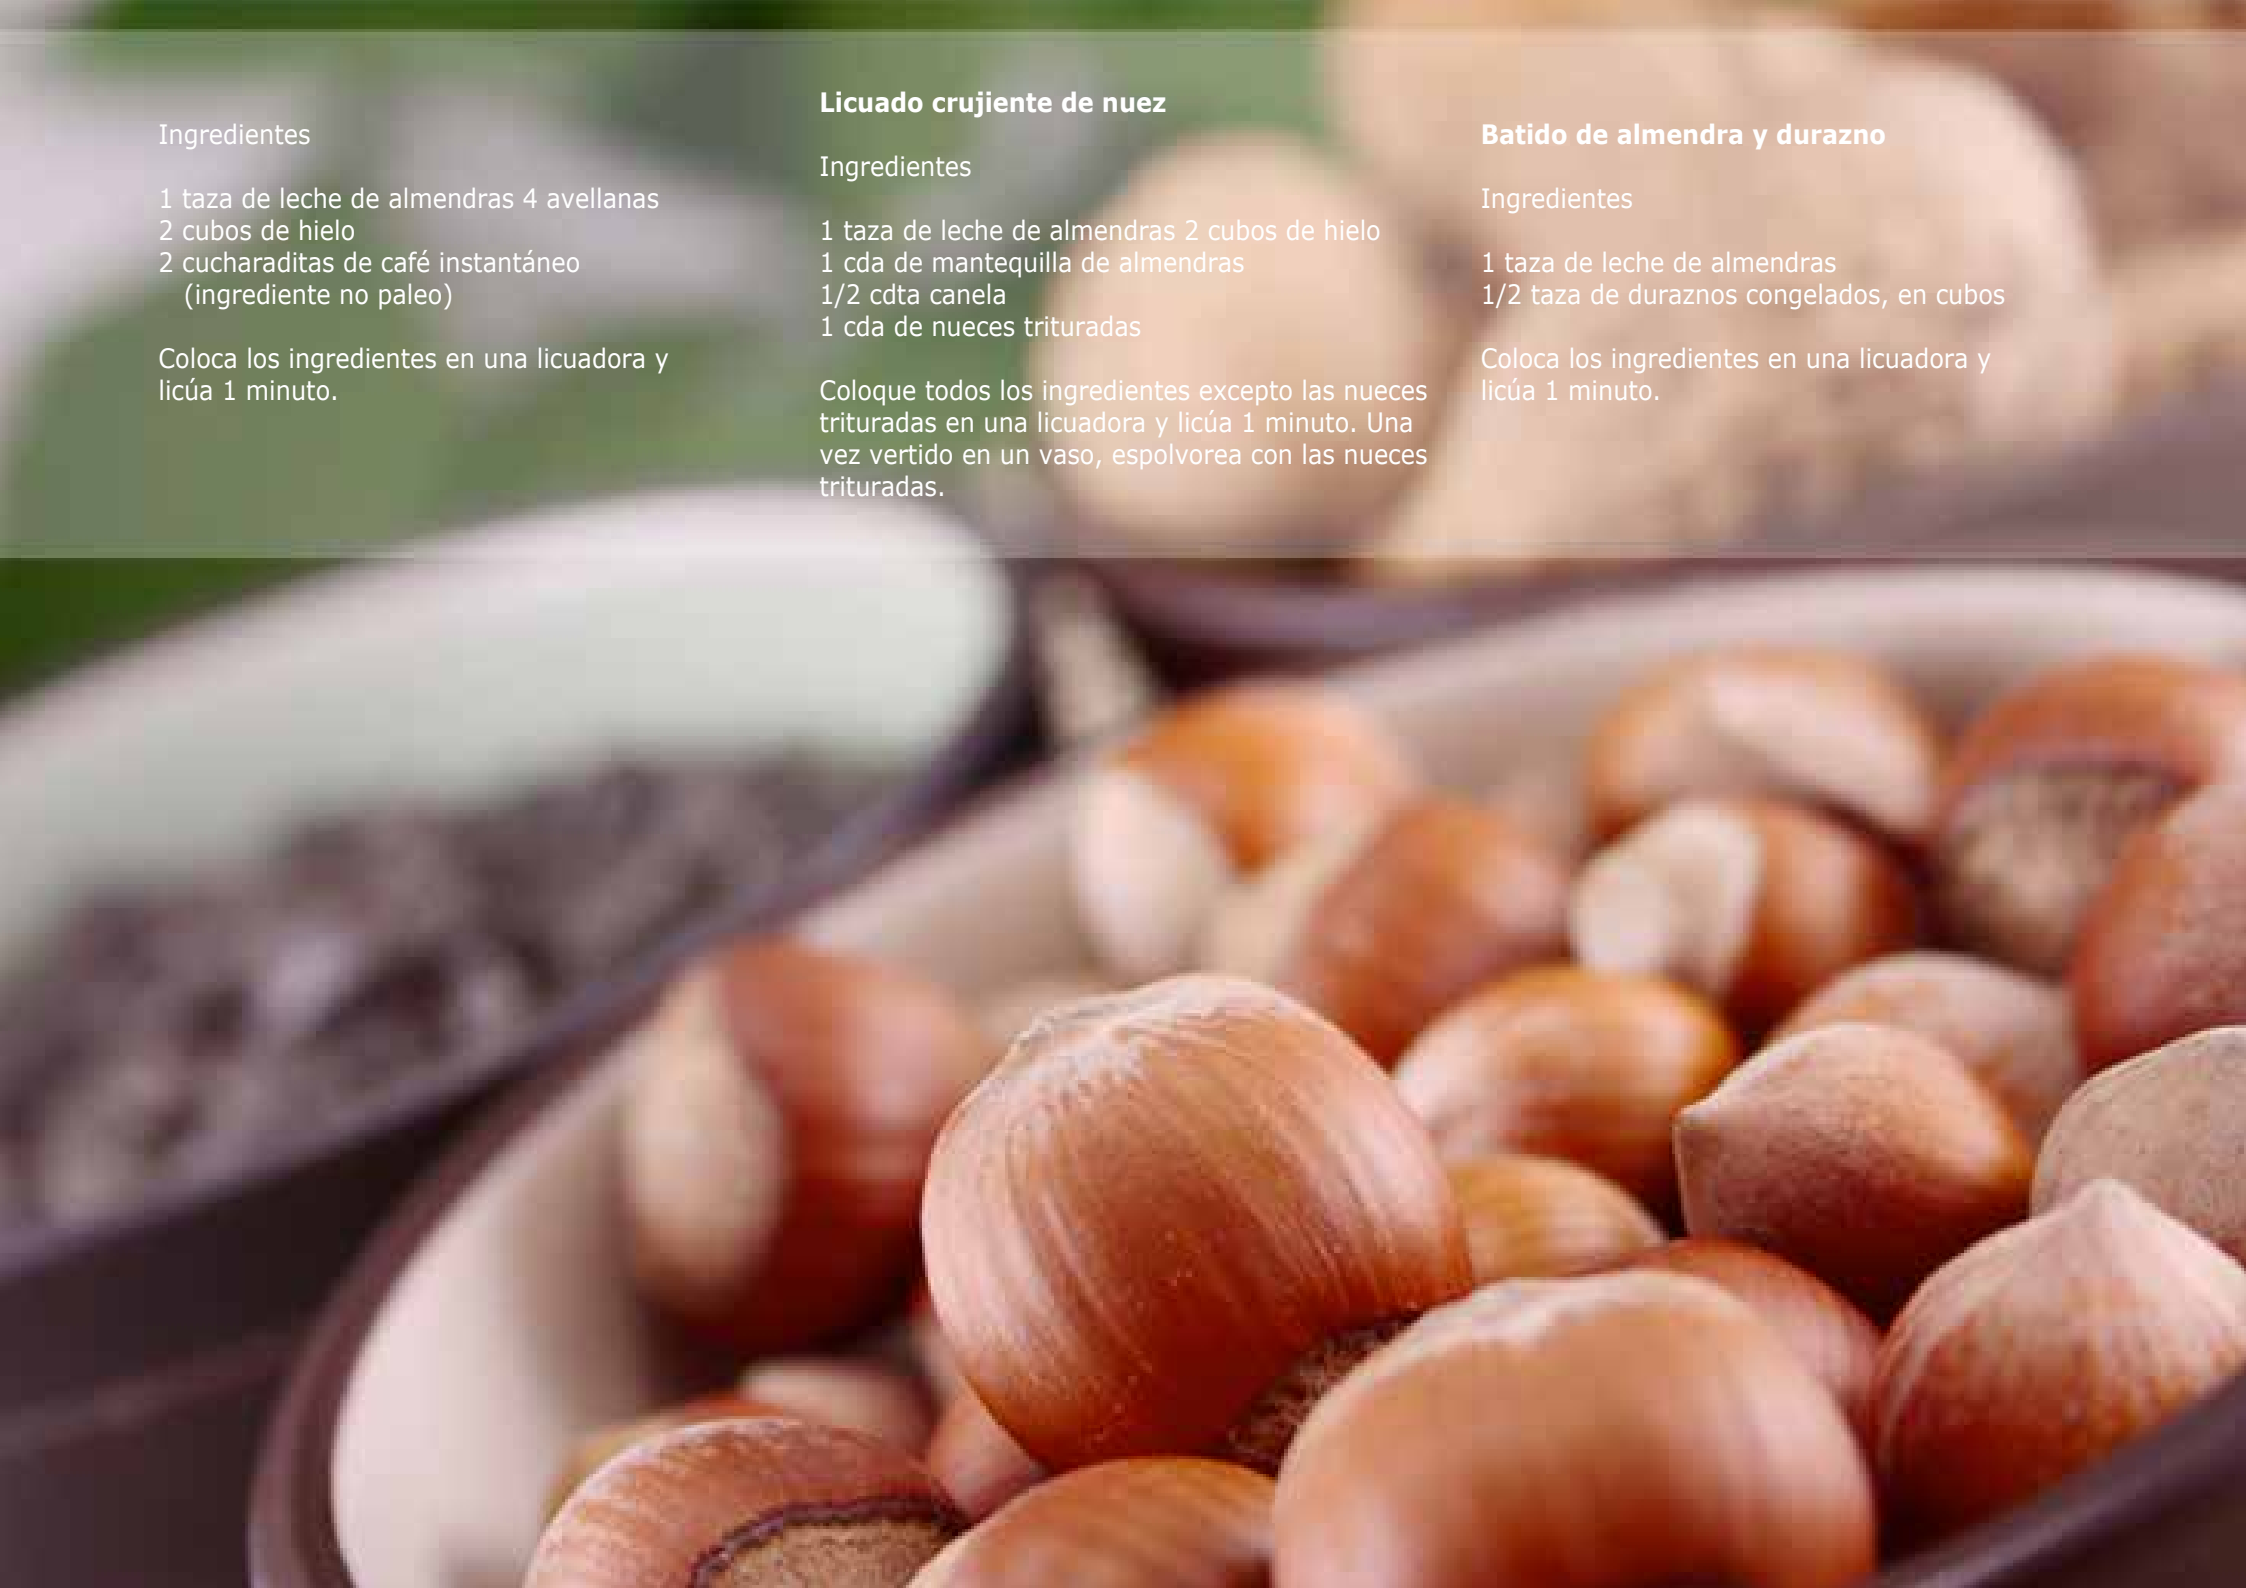 Ingredientes
1 taza de leche de almendras 4 avellanas
2 cubos de hielo
2 cucharaditas de café instantáneo
(ingrediente no paleo)
Coloca los ingredientes en una licuadora y
licúa 1 minuto.
Licuado crujiente de nuez
Ingredientes
1 taza de leche de almendras 2 cubos de hielo
1 cda de mantequilla de almendras
1/2 cdta canela
1 cda de nueces trituradas
Coloque todos los ingredientes excepto las nueces
trituradas en una licuadora y licúa 1 minuto. Una
vez vertido en un vaso, espolvorea con las nueces
trituradas.
Batido de almendra y durazno
Ingredientes
1 taza de leche de almendras
1/2 taza de duraznos congelados, en cubos
Coloca los ingredientes en una licuadora y
licúa 1 minuto.